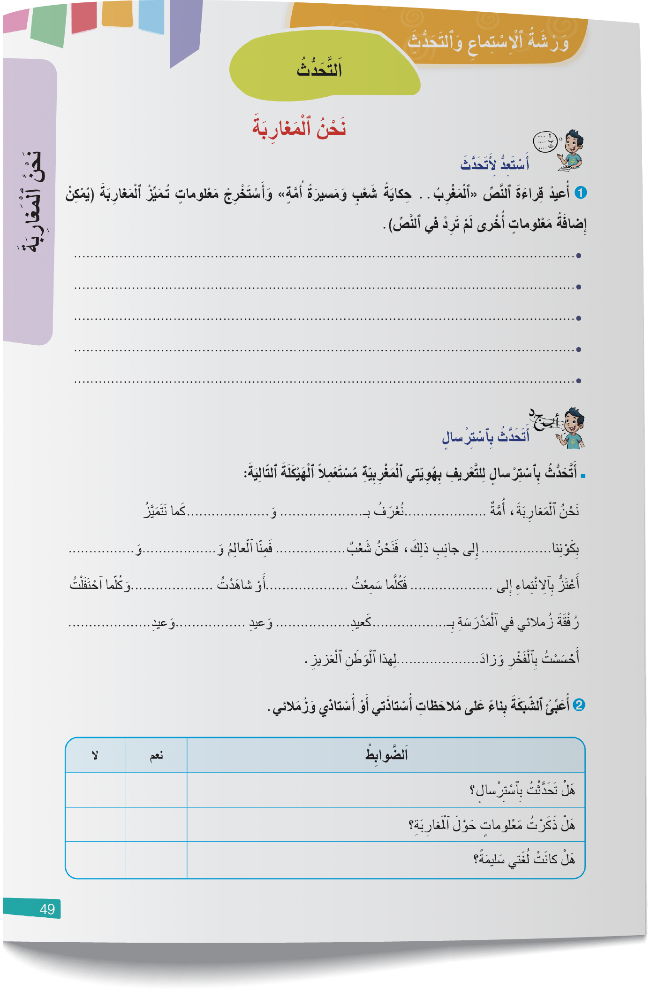 وَرْشَةُ ٱلْاِسْتِماعِ وَٱلتَحَدُّثِ
اَلتَّحَدُّثُ
نَحْنُ ٱلْمَغارِبَةَ
نَحْنُ ٱلْمَغَارِبَةَ
أ ....
ب ....
ت ....
أَسْتَعِدُّ لِأَتَحَدَّثَ
1 أُعيدُ قِراءَةَ ٱلنَّصِّ «ٱلْمَغْرِبُ . . حِكايَةُ شَعْبٍ وَمَسيرَةُ أُمَّةٍ» وَأَسْتَخْرِجُ مَعْلوماتٍ تُمَيِّزُ ٱلْمَغارِبَةَ (يُمْكِنُ
إِضافَةُ مَعْلوماتٍ أُخْرى لَمْ تَرِدْ في ٱلنَّصِّ).
أ ب ج د
أَتَحَدَّثُ بِٱسْتِرْسالٍ
▪ أَتَّحَدُّثُ بِٱسْتِرْسالٍ لِلتَّعْريفِ بِهُوِيّتي ٱلْمَغْرِبِيّةِ مُسْتَعْمِلاً ٱلْهَيْكَلَةَ ٱلتّالِيَةَ:
نَحْنُ ٱلْمَغارِبَةَ، أُمَّةٌ ....................نُعْرَفُ بـ.................... وَ....................كَما نَتَمَيَّزُ
بِكَوْنِنا................. إِلى جانِبِ ذلِكَ، فَنَحْنُ شَعْبٌ................. فَمِنّا ٱلْعالِمُ وَ..................وَ................
أَعْتَزُّ بِٱلِانْتِماءِ إِلى .................... فَكُلَّما سَمِعْتُ ....................أَوْ شاهَدْتُ ....................وَكُلّما ٱحْتَفَلْتُ
رُفْقَةَ زُملائي في ٱلْمَدْرَسَةِ بِـ..................كَعيدِ.................. وَعيدِ .................وَعيدِ....................
أَحْسَسْتُ بِٱلْفَخْرِ وَزادَ....................لِهذا ٱلْوَطَنِ ٱلْعَزيزِ.
2 أُعَبِّئُ ٱلشّبَكَةَ بِناءً عَلى مُلاحَظاتِ أُسْتاذَتي أَوْ أُسْتاذي وَزُمَلائي.
اَلضَّوابِطُ نعم لا
هَلْ تَحَدَّثْتُ بِٱسْتِرْسالٍ؟
هَلْ ذَكَرْتُ مَعْلوماتٍ حَوْلَ ٱلْمَغارِبَةِ؟
هَلْ كانَتْ لُغَتي سَليمَةً؟
49